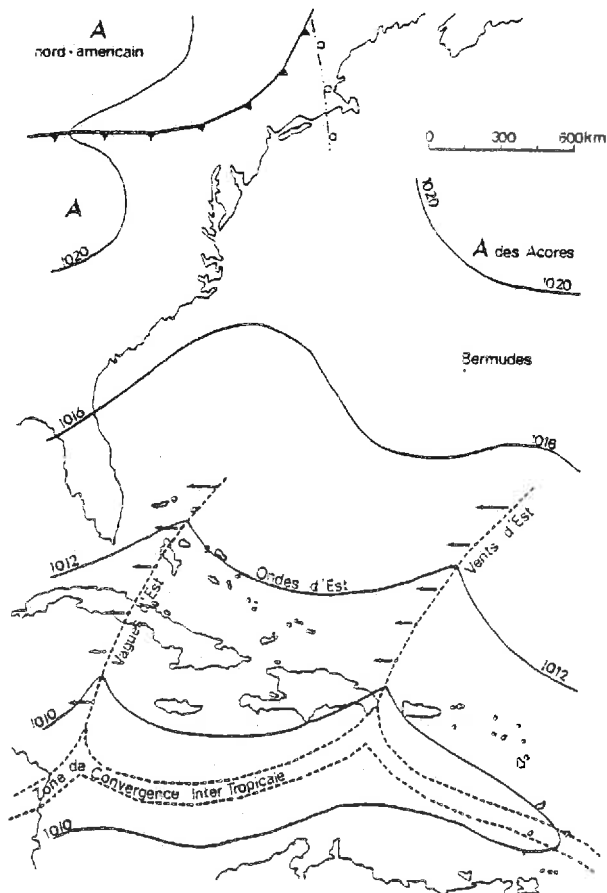 A
nord-americain
0 300 600km
A
1020
1020
A des Acores
1020
Bermudes
1016
1016
1012
Ondes d'Est
Vents d'Est
Vagues d'Est
1012
1010
Zone de Convergence Inter Tropicale
1010